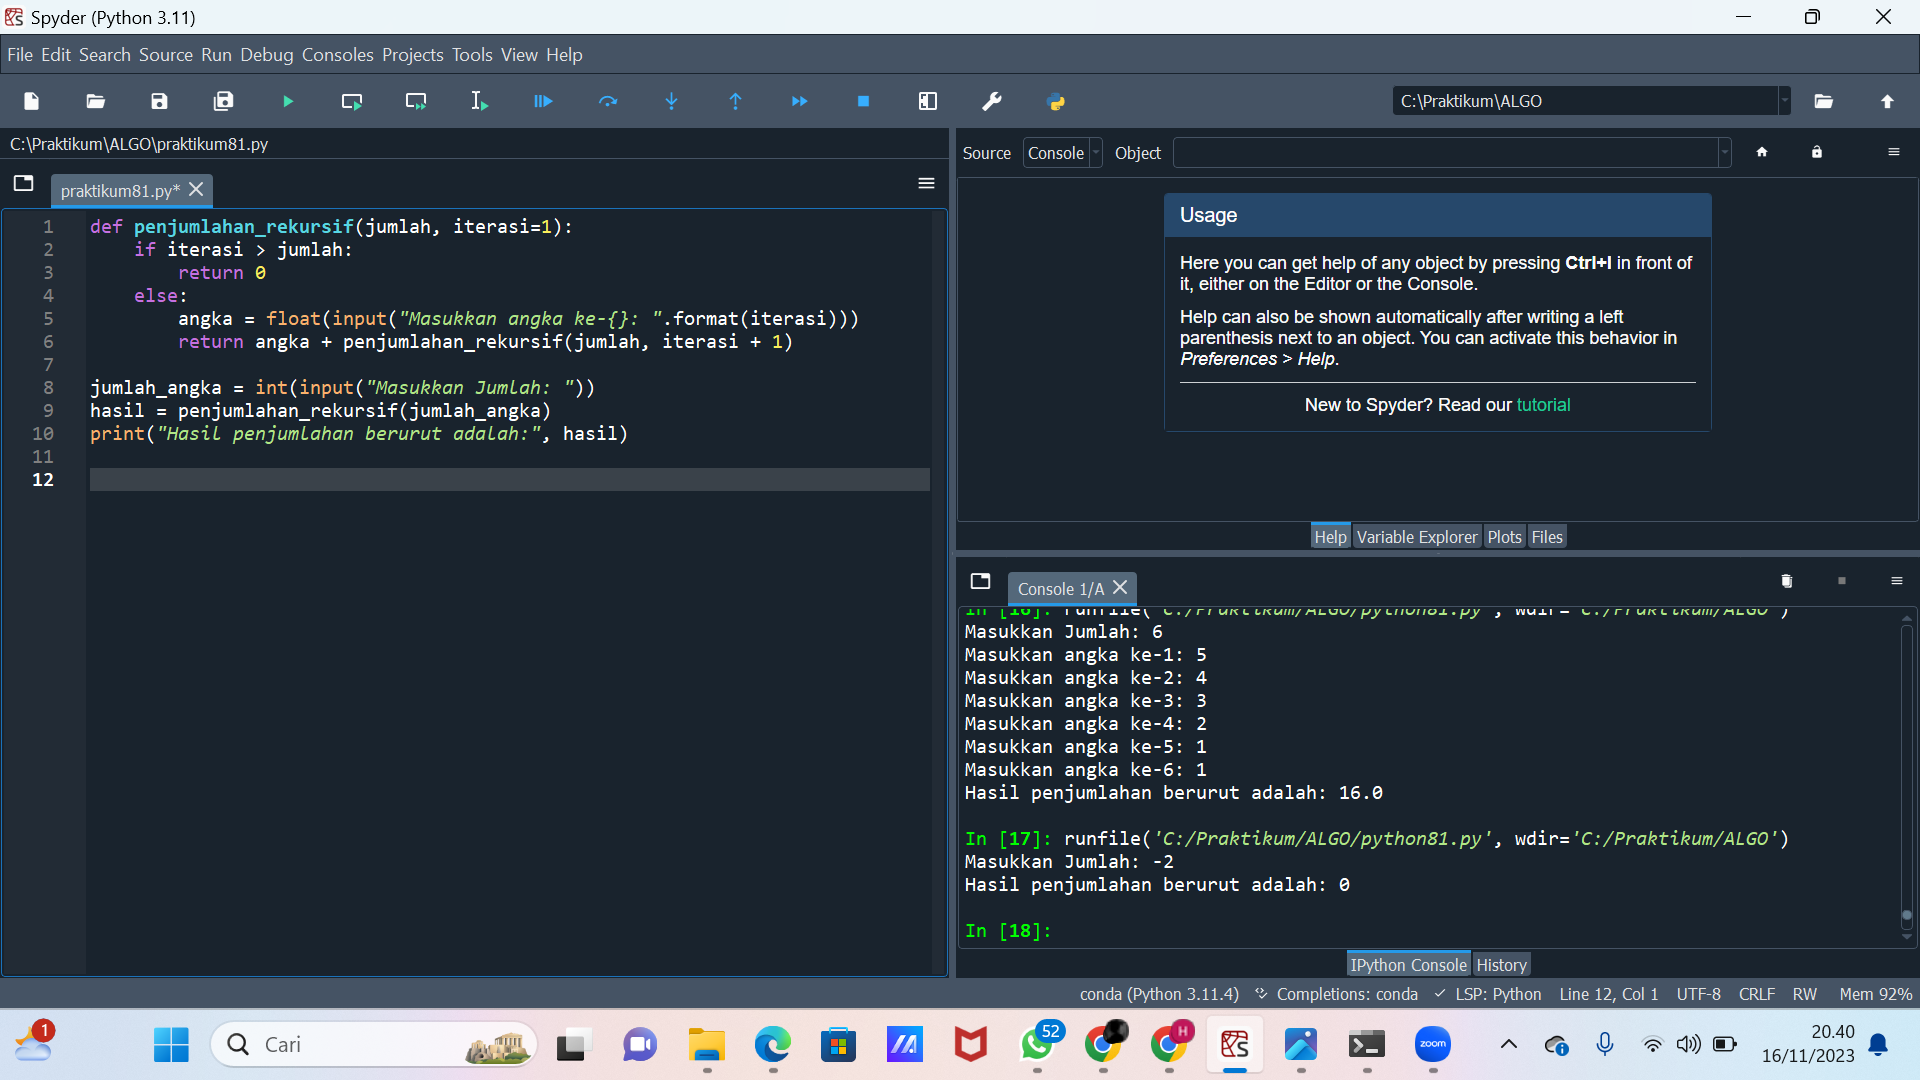 Spyder (Python 3.11)
File Edit Search Source Run Debug Consoles Projects Tools View Help
C:\Praktikum\ALGO
C:\Praktikum\ALGO\praktikum81.py
praktikum81.py*
1 def penjumlahan_rekursif(jumlah, iterasi=1):
2 if iterasi > jumlah:
3 return 0
4 else:
5 angka = float(input("Masukkan angka ke-{}: ".format(iterasi)))
6 return angka + penjumlahan_rekursif(jumlah, iterasi + 1)
7
8 jumlah_angka = int(input("Masukkan Jumlah: "))
9 hasil = penjumlahan_rekursif(jumlah_angka)
10 print("Hasil penjumlahan berurut adalah:", hasil)
11
12
Source Console Object
Usage
Here you can get help of any object by pressing Ctrl+I in front of
it, either on the Editor or the Console.
Help can also be shown automatically after writing a left
parenthesis next to an object. You can activate this behavior in
Preferences > Help.
New to Spyder? Read our tutorial
Help Variable Explorer Plots Files
Console 1/A
In [16]: runfile('C:/Praktikum/ALGO/python81.py', wdir='C:/Praktikum/ALGO')
Masukkan Jumlah: 6
Masukkan angka ke-1: 5
Masukkan angka ke-2: 4
Masukkan angka ke-3: 3
Masukkan angka ke-4: 2
Masukkan angka ke-5: 1
Masukkan angka ke-6: 1
Hasil penjumlahan berurut adalah: 16.0
In [17]: runfile('C:/Praktikum/ALGO/python81.py', wdir='C:/Praktikum/ALGO')
Masukkan Jumlah: -2
Hasil penjumlahan berurut adalah: 0
In [18]:
IPython Console History
conda (Python 3.11.4) Completions: conda LSP: Python Line 12, Col 1 UTF-8 CRLF RW Mem 92%
1
Cari
52
H
zoom
20.40
16/11/2023